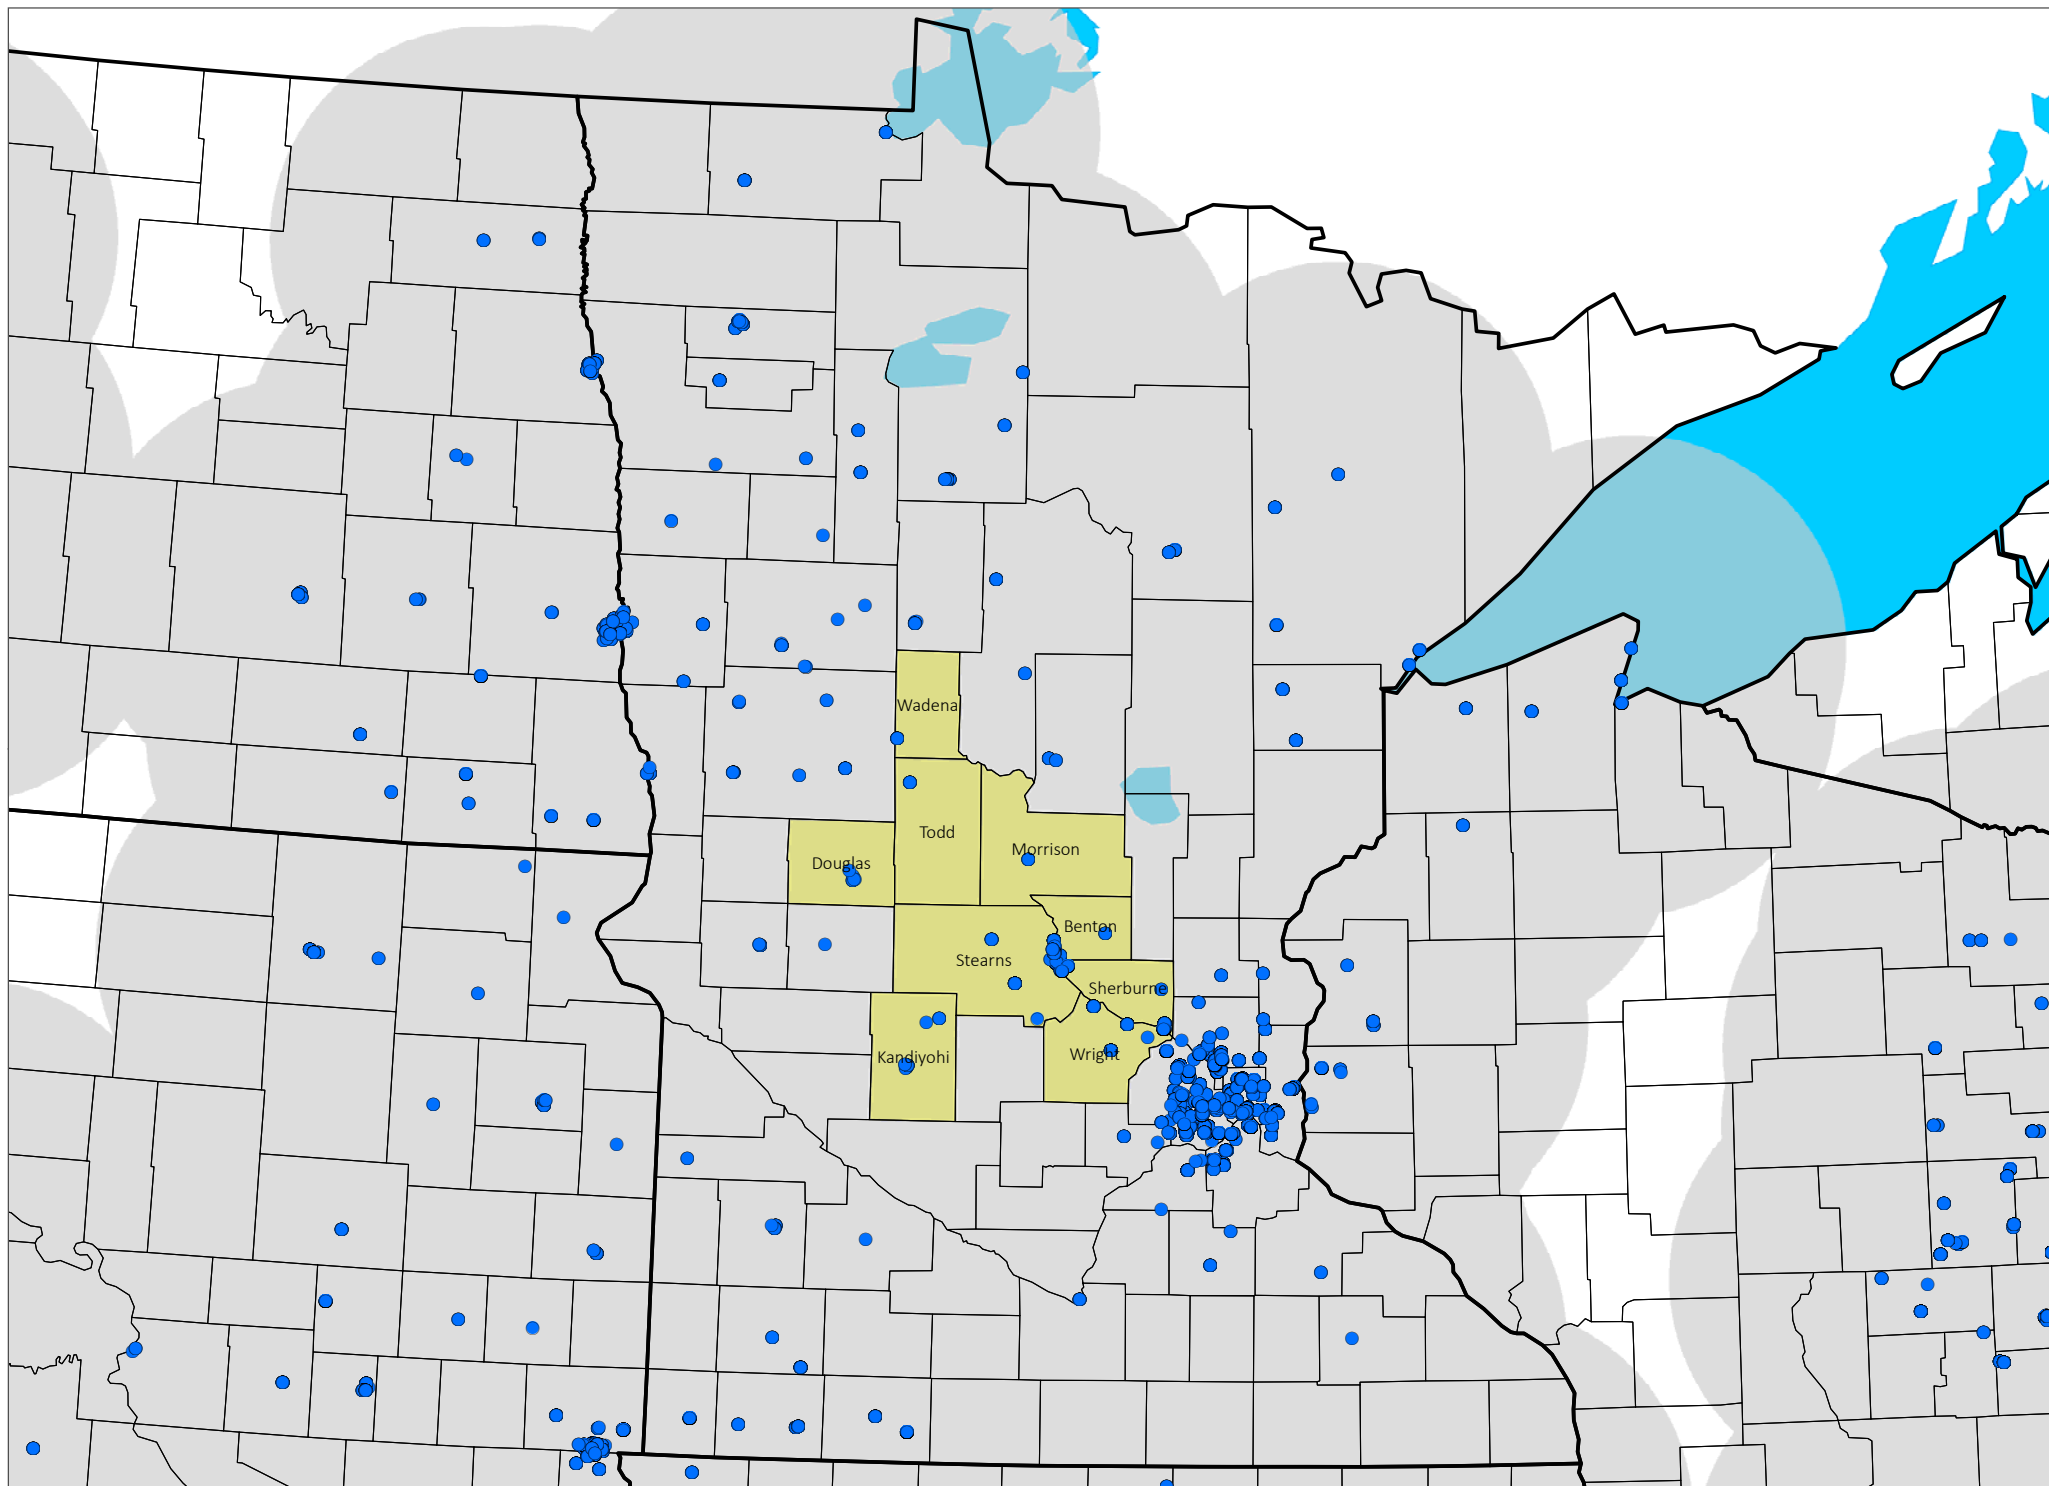 Wadena
Todd
Morrison
Douglas
Benton
Stearns
Sherburne
Wright
Kandiyohi